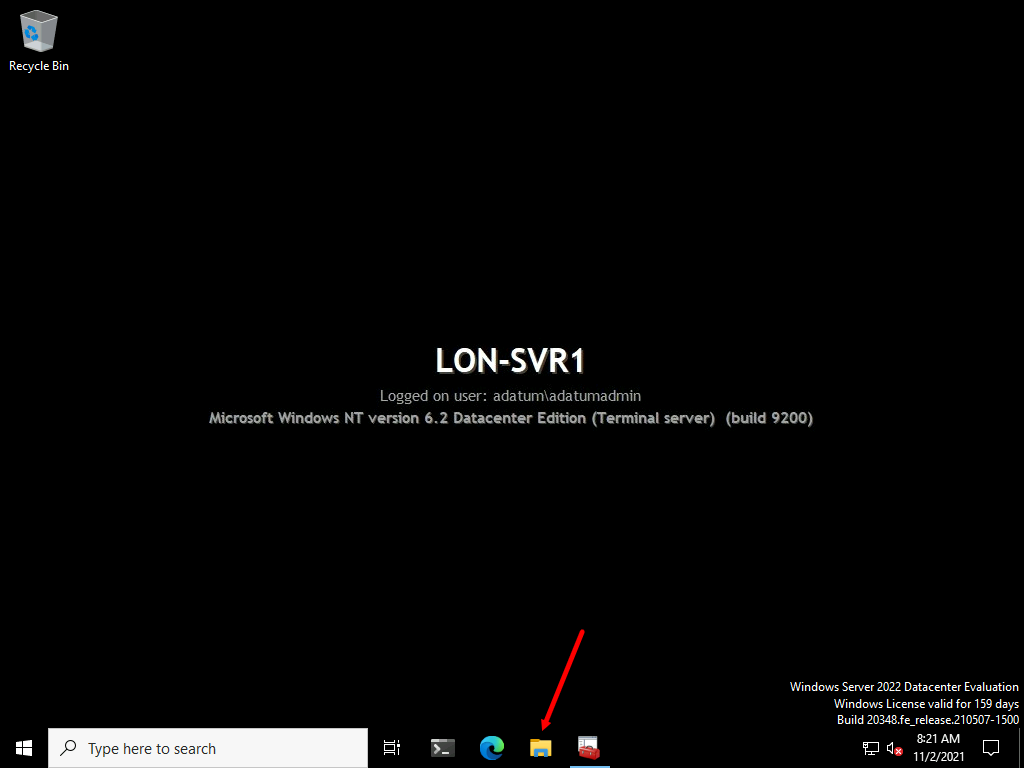 Recycle Bin
LON-SVR1
Logged on user: adatum\adatumadmin
Microsoft Windows NT version 6.2 Datacenter Edition (Terminal server)  (build 9200)
Windows Server 2022 Datacenter Evaluation
Windows License valid for 159 days
Build 20348.fe_release.210507-1500
Type here to search
8:21 AM
11/2/2021